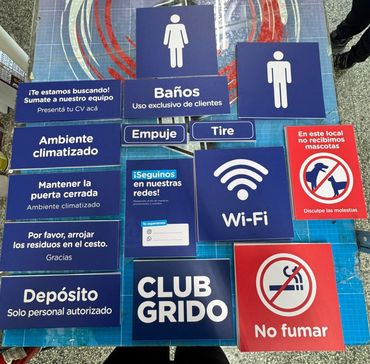 ¡Te estamos buscando!
Sumate a nuestro equipo
Presentá tu CV acá
Baños
Uso exclusivo de clientes
Ambiente
climatizado
Empuje
Tire
En este local
no recibimos
mascotas
Disculpe las molestias
Mantener la
puerta cerrada
Ambiente climatizado
¡Seguinos
en nuestras
redes!
Wi-Fi
Por favor, arrojar
los residuos en el cesto.
Gracias
Depósito
Solo personal autorizado
CLUB
GRIDO
No fumar